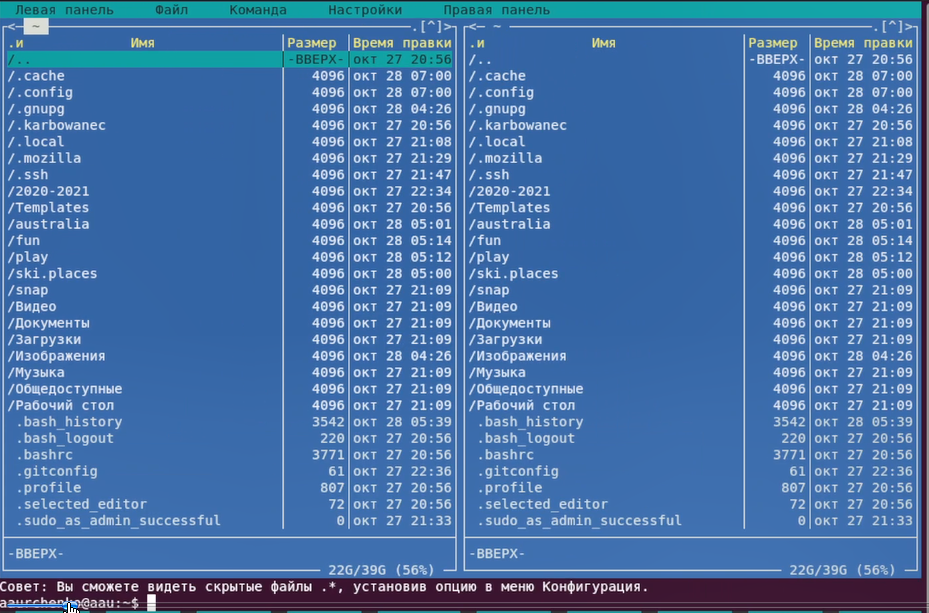 Левая панель Файл Команда Настройки Правая панель
<─ ~ .[^]> <─ ~ .[^]>
.и Имя Размер Время правки .и Имя Размер Время правки
/.. -ВВЕРХ- окт 27 20:56 /.. -ВВЕРХ- окт 27 20:56
/.cache 4096 окт 28 07:00 /.cache 4096 окт 28 07:00
/.config 4096 окт 28 07:00 /.config 4096 окт 28 07:00
/.gnupg 4096 окт 28 04:26 /.gnupg 4096 окт 28 04:26
/.karbowanec 4096 окт 27 20:56 /.karbowanec 4096 окт 27 20:56
/.local 4096 окт 27 21:08 /.local 4096 окт 27 21:08
/.mozilla 4096 окт 27 21:29 /.mozilla 4096 окт 27 21:29
/.ssh 4096 окт 27 21:47 /.ssh 4096 окт 27 21:47
/2020-2021 4096 окт 27 22:34 /2020-2021 4096 окт 27 22:34
/Templates 4096 окт 27 20:56 /Templates 4096 окт 27 20:56
/australia 4096 окт 28 05:01 /australia 4096 окт 28 05:01
/fun 4096 окт 28 05:14 /fun 4096 окт 28 05:14
/play 4096 окт 28 05:12 /play 4096 окт 28 05:12
/ski.places 4096 окт 28 05:00 /ski.places 4096 окт 28 05:00
/snap 4096 окт 27 21:09 /snap 4096 окт 27 21:09
/Видео 4096 окт 27 21:09 /Видео 4096 окт 27 21:09
/Документы 4096 окт 27 21:09 /Документы 4096 окт 27 21:09
/Загрузки 4096 окт 27 21:09 /Загрузки 4096 окт 27 21:09
/Изображения 4096 окт 28 04:26 /Изображения 4096 окт 28 04:26
/Музыка 4096 окт 27 21:09 /Музыка 4096 окт 27 21:09
/Общедоступные 4096 окт 27 21:09 /Общедоступные 4096 окт 27 21:09
/Рабочий стол 4096 окт 27 21:09 /Рабочий стол 4096 окт 27 21:09
.bash_history 3542 окт 28 05:39 .bash_history 3542 окт 28 05:39
.bash_logout 220 окт 27 20:56 .bash_logout 220 окт 27 20:56
.bashrc 3771 окт 27 20:56 .bashrc 3771 окт 27 20:56
.gitconfig 61 окт 27 22:36 .gitconfig 61 окт 27 22:36
.profile 807 окт 27 20:56 .profile 807 окт 27 20:56
.selected_editor 72 окт 27 20:56 .selected_editor 72 окт 27 20:56
.sudo_as_admin_successful 0 окт 27 21:33 .sudo_as_admin_successful 0 окт 27 21:33
-ВВЕРХ- -ВВЕРХ-
22G/39G (56%) 22G/39G (56%)
Совет: Вы сможете видеть скрытые файлы .*, установив опцию в меню Конфигурация.
@aau:~$